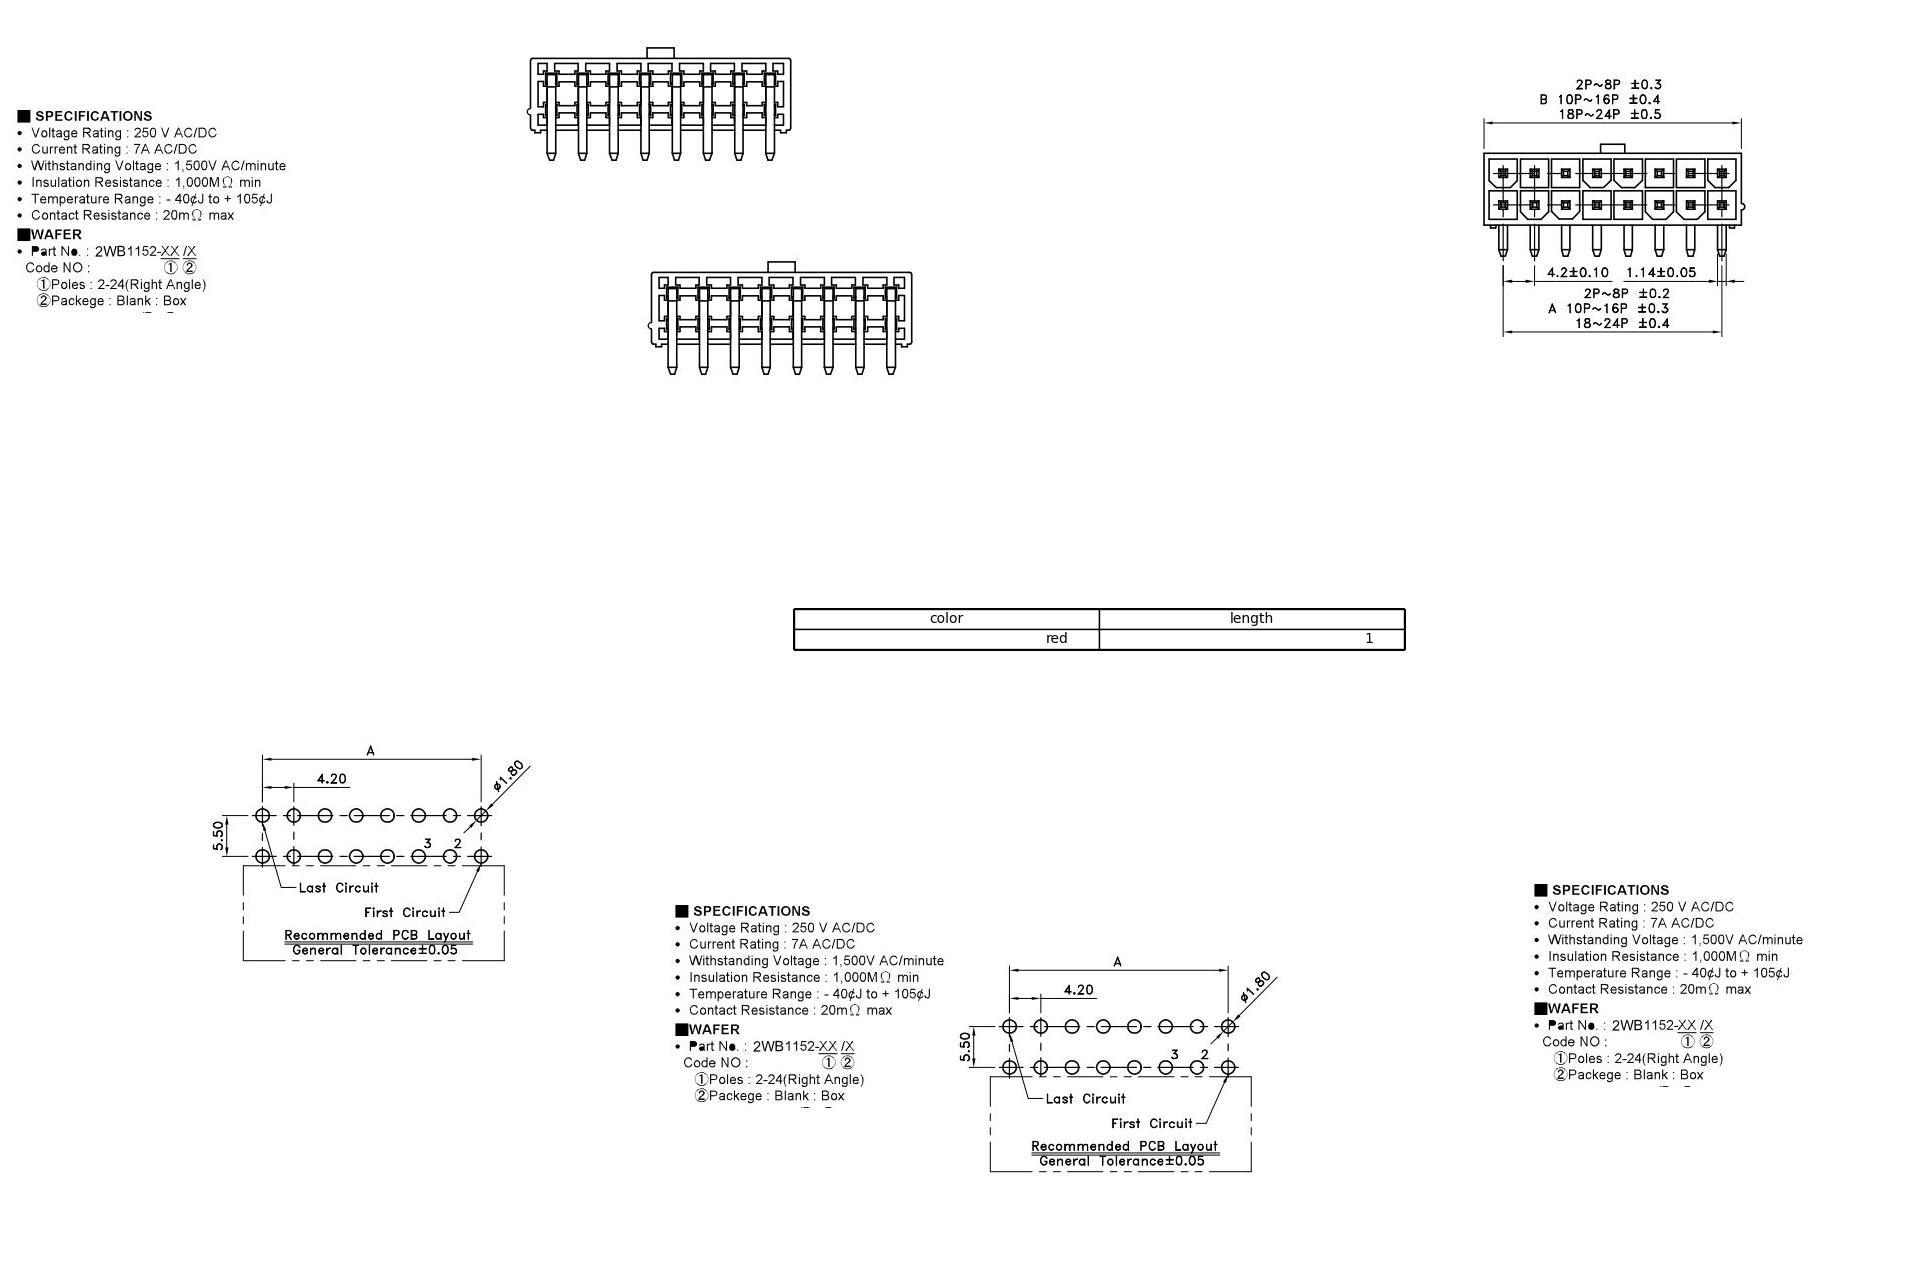 ■ SPECIFICATIONS
• Voltage Rating : 250 V AC/DC
• Current Rating : 7A AC/DC
• Withstanding Voltage : 1,500V AC/minute
• Insulation Resistance : 1,000MΩ min
• Temperature Range : - 40¢J to + 105¢J
• Contact Resistance : 20mΩ max
■WAFER
• Part No. : 2WB1152-XX /X
Code NO : ① ②
①Poles : 2-24(Right Angle)
②Packege : Blank : Box
2P~8P ±0.3
B 10P~16P ±0.4
18P~24P ±0.5
4.2±0.10 1.14±0.05
2P~8P ±0.2
A 10P~16P ±0.3
18~24P ±0.4
color length
red 1
A
4.20
ø1.80
5.50
3 2
Last Circuit
First Circuit
Recommended PCB Layout
General Tolerance±0.05
■ SPECIFICATIONS
• Voltage Rating : 250 V AC/DC
• Current Rating : 7A AC/DC
• Withstanding Voltage : 1,500V AC/minute
• Insulation Resistance : 1,000MΩ min
• Temperature Range : - 40¢J to + 105¢J
• Contact Resistance : 20mΩ max
■WAFER
• Part No. : 2WB1152-XX /X
Code NO : ① ②
①Poles : 2-24(Right Angle)
②Packege : Blank : Box
A
4.20
ø1.80
5.50
3 2
Last Circuit
First Circuit
Recommended PCB Layout
General Tolerance±0.05
■ SPECIFICATIONS
• Voltage Rating : 250 V AC/DC
• Current Rating : 7A AC/DC
• Withstanding Voltage : 1,500V AC/minute
• Insulation Resistance : 1,000MΩ min
• Temperature Range : - 40¢J to + 105¢J
• Contact Resistance : 20mΩ max
■WAFER
• Part No. : 2WB1152-XX /X
Code NO : ① ②
①Poles : 2-24(Right Angle)
②Packege : Blank : Box